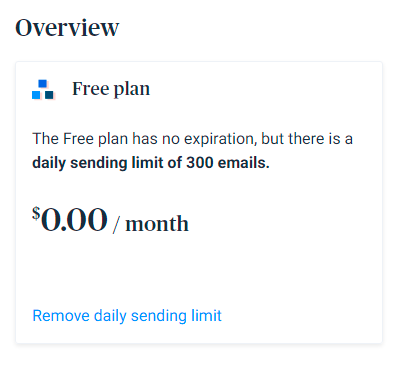 Overview
Free plan
The Free plan has no expiration, but there is a
daily sending limit of 300 emails.
$0.00 / month
Remove daily sending limit